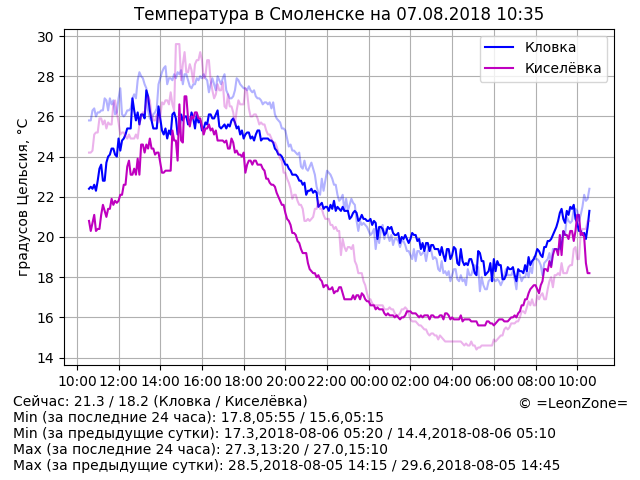 Температура в Смоленске на 07.08.2018 10:35
30
28
26
24
22
20
18
16
14
градусов Цельсия, °C
Кловка
Киселёвка
10:00 12:00 14:00 16:00 18:00 20:00 22:00 00:00 02:00 04:00 06:00 08:00 10:00
Сейчас: 21.3 / 18.2 (Кловка / Киселёвка)
© =LeonZone=
Min (за последние 24 часа): 17.8,05:55 / 15.6,05:15
Min (за предыдущие сутки): 17.3,2018-08-06 05:20 / 14.4,2018-08-06 05:10
Max (за последние 24 часа): 27.3,13:20 / 27.0,15:10
Max (за предыдущие сутки): 28.5,2018-08-05 14:15 / 29.6,2018-08-05 14:45